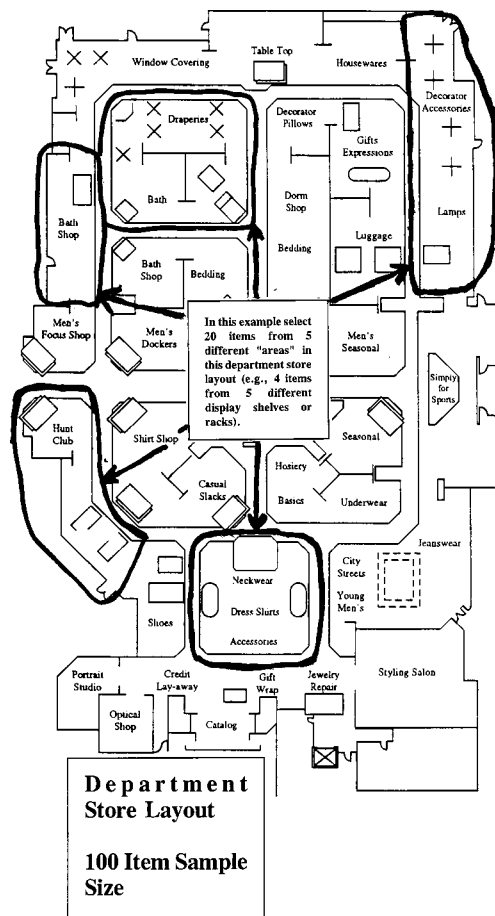 Table Top
Window Covering
Housewares
Decorator
Accessories
Draperies
Decorator
Pillows
Gifts
Expressions
Bath
Dorm
Shop
Lamps
Bath
Shop
Bedding
Luggage
Bath
Shop
Bedding
Men's
Focus Shop
Men's
Dockers
In this example select
20 items from 5
different "areas" in
this department store
layout (e.g., 4 items
from 5 different
display shelves or
racks).
Men's
Seasonal
Simply
for
Sports
Hunt
Club
Shirt Shop
Seasonal
Casual
Slacks
Hosiery
Basics
Underwear
Jeanswear
City
Streets
Young
Men's
Neckwear
Dress Shirts
Accessories
Shoes
Portrait
Studio
Credit
Lay-away
Gift
Wrap
Jewelry
Repair
Styling Salon
Optical
Shop
Catalog
Department
Store Layout
100 Item Sample
Size